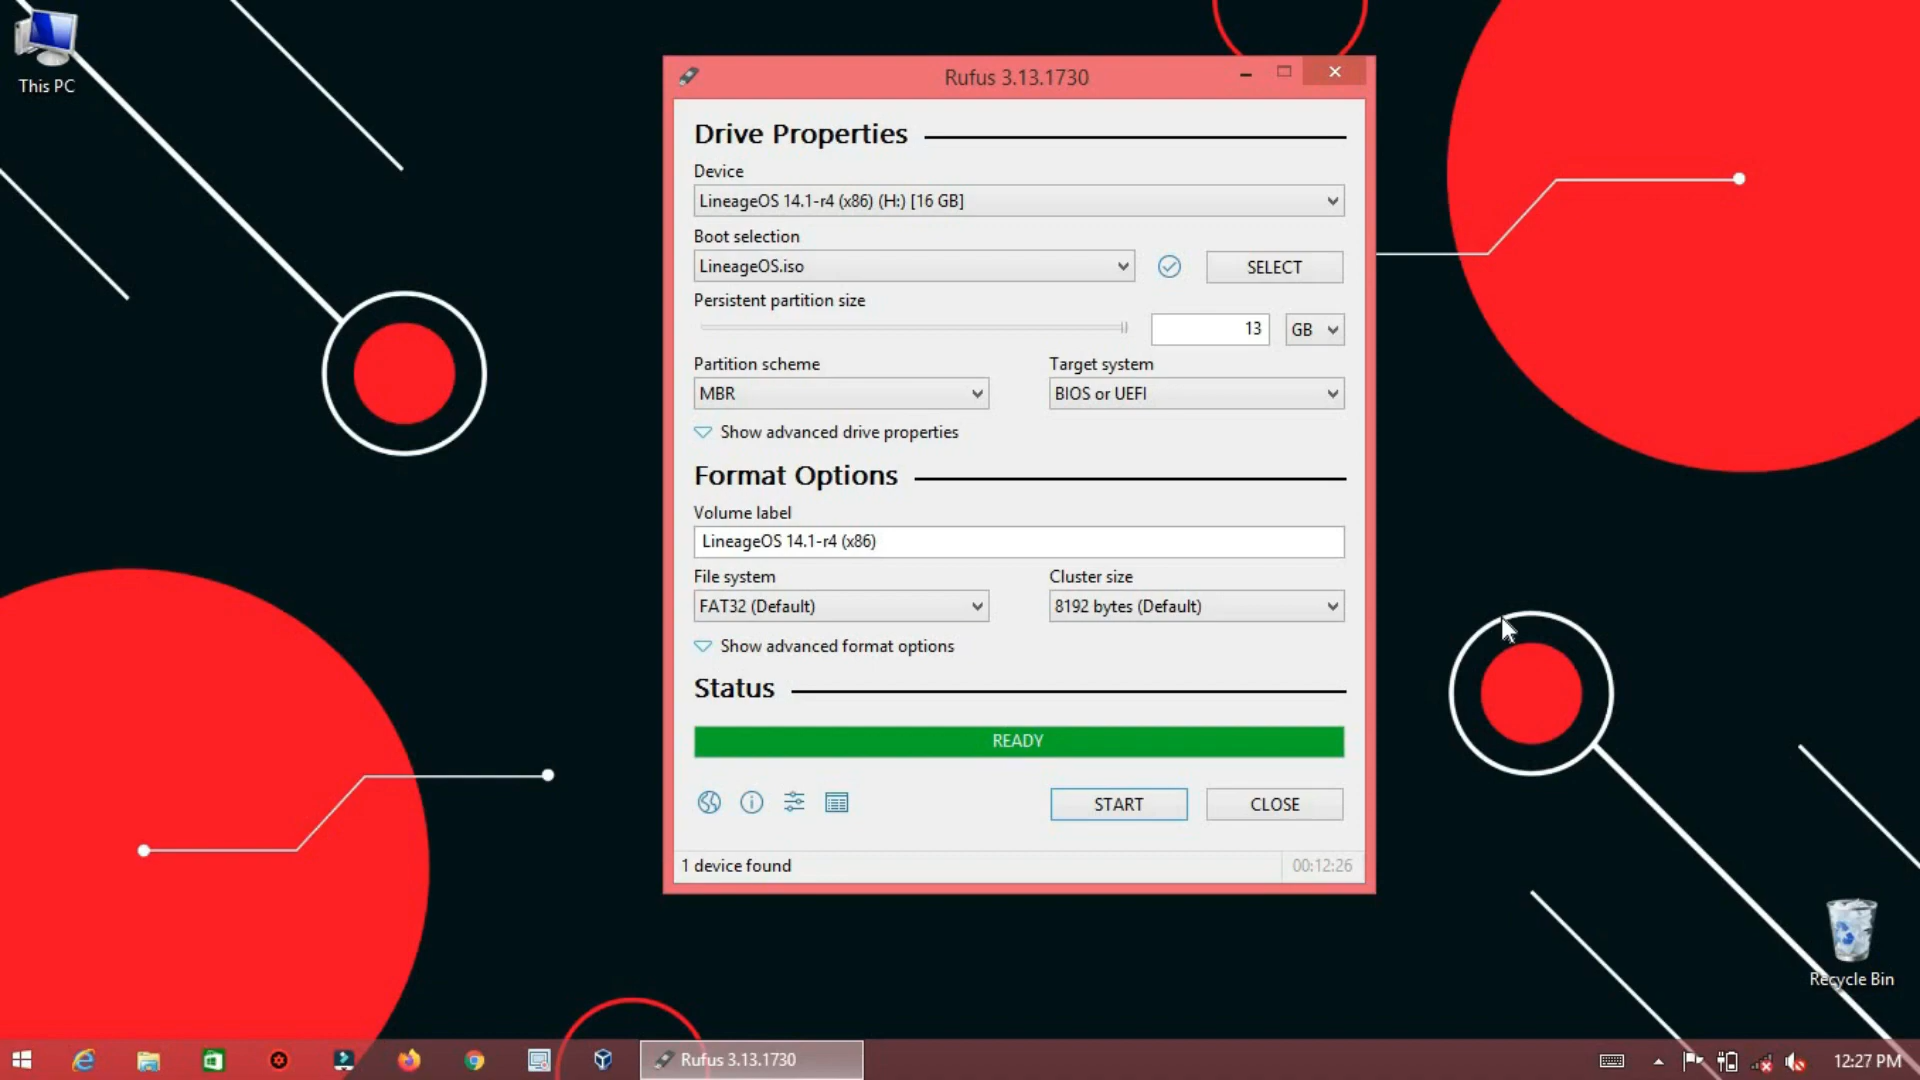 This PC
Rufus 3.13.1730
Drive Properties
Device
LineageOS 14.1-r4 (x86) (H:) [16 GB]
Boot selection
LineageOS.iso
SELECT
Persistent partition size
13
GB
Partition scheme
Target system
MBR
BIOS or UEFI
Show advanced drive properties
Format Options
Volume label
LineageOS 14.1-r4 (x86)
File system
Cluster size
FAT32 (Default)
8192 bytes (Default)
Show advanced format options
Status
READY
START
CLOSE
1 device found
00:12:26
Recycle Bin
Rufus 3.13.1730
12:27 PM